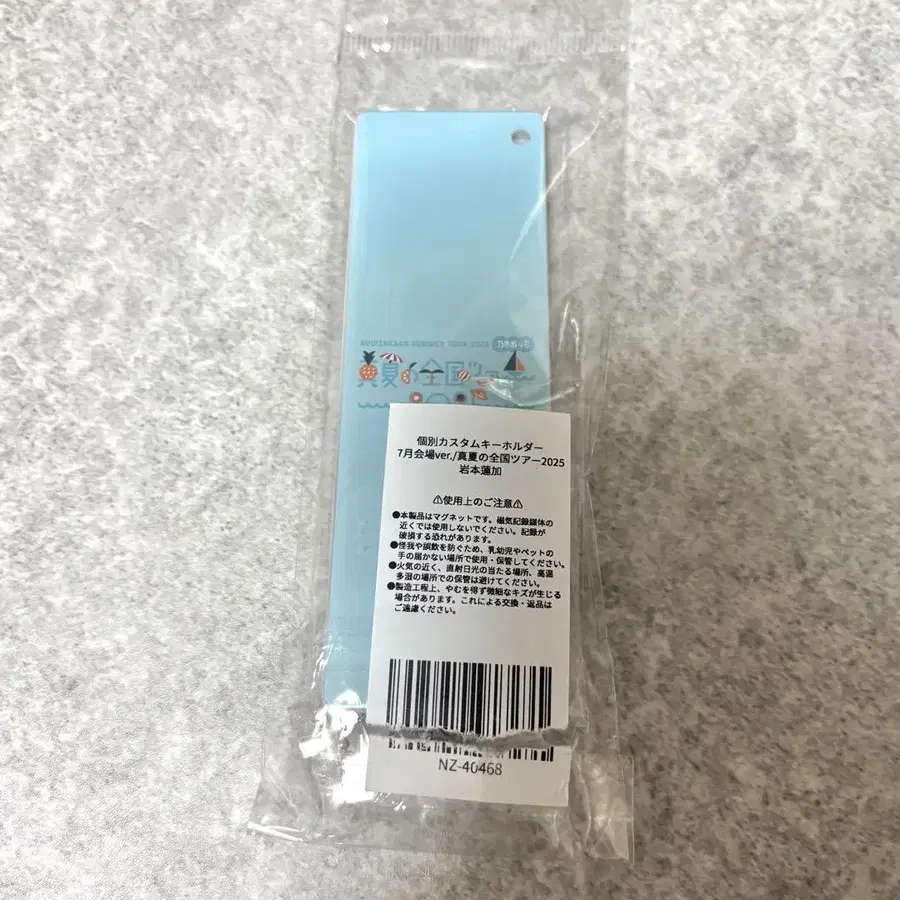 NOGIZAKA46 SUMMER TOUR 2025
乃木坂46
真夏の全国ツアー
個別カスタムキーホルダー
7月会場ver./真夏の全国ツアー2025
岩本蓮加
⚠使用上のご注意⚠
●本製品はマグネットです。磁気記録媒体の
近くでは使用しないでください。記録が
破損する恐れがあります。
●怪我や誤飲を防ぐため、乳幼児やペットの
手の届かない場所で使用・保管してください。
●火気の近く、直射日光の当たる場所、高温
多湿の場所での保管は避けてください。
●製造工程上、やむを得ず微細なキズが生じる
場合があります。これによる交換・返品は
ご遠慮ください。
NZ-40468